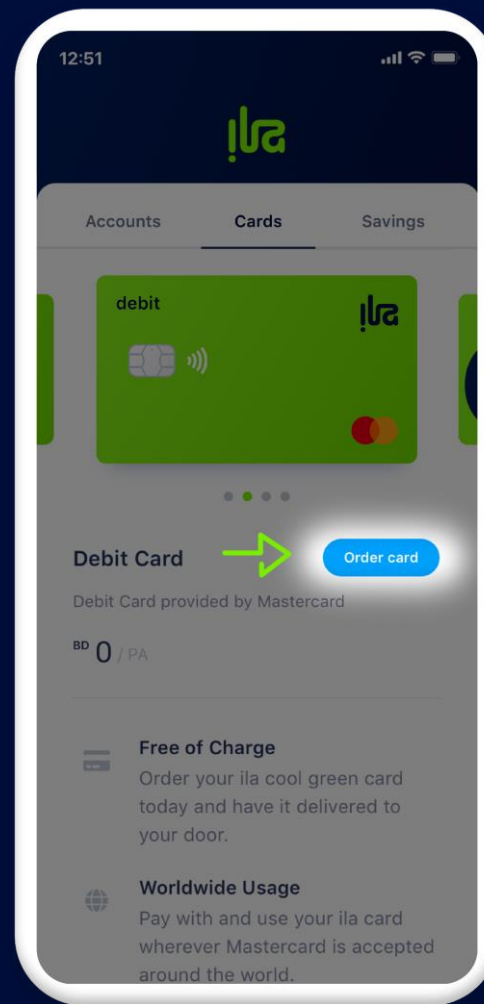 12:51
ila
Accounts Cards Savings
debit
ila
Debit Card
Order card
Debit Card provided by Mastercard
BD 0 / PA
Free of Charge
Order your ila cool green card
today and have it delivered to
your door.
Worldwide Usage
Pay with and use your ila card
wherever Mastercard is accepted
around the world.